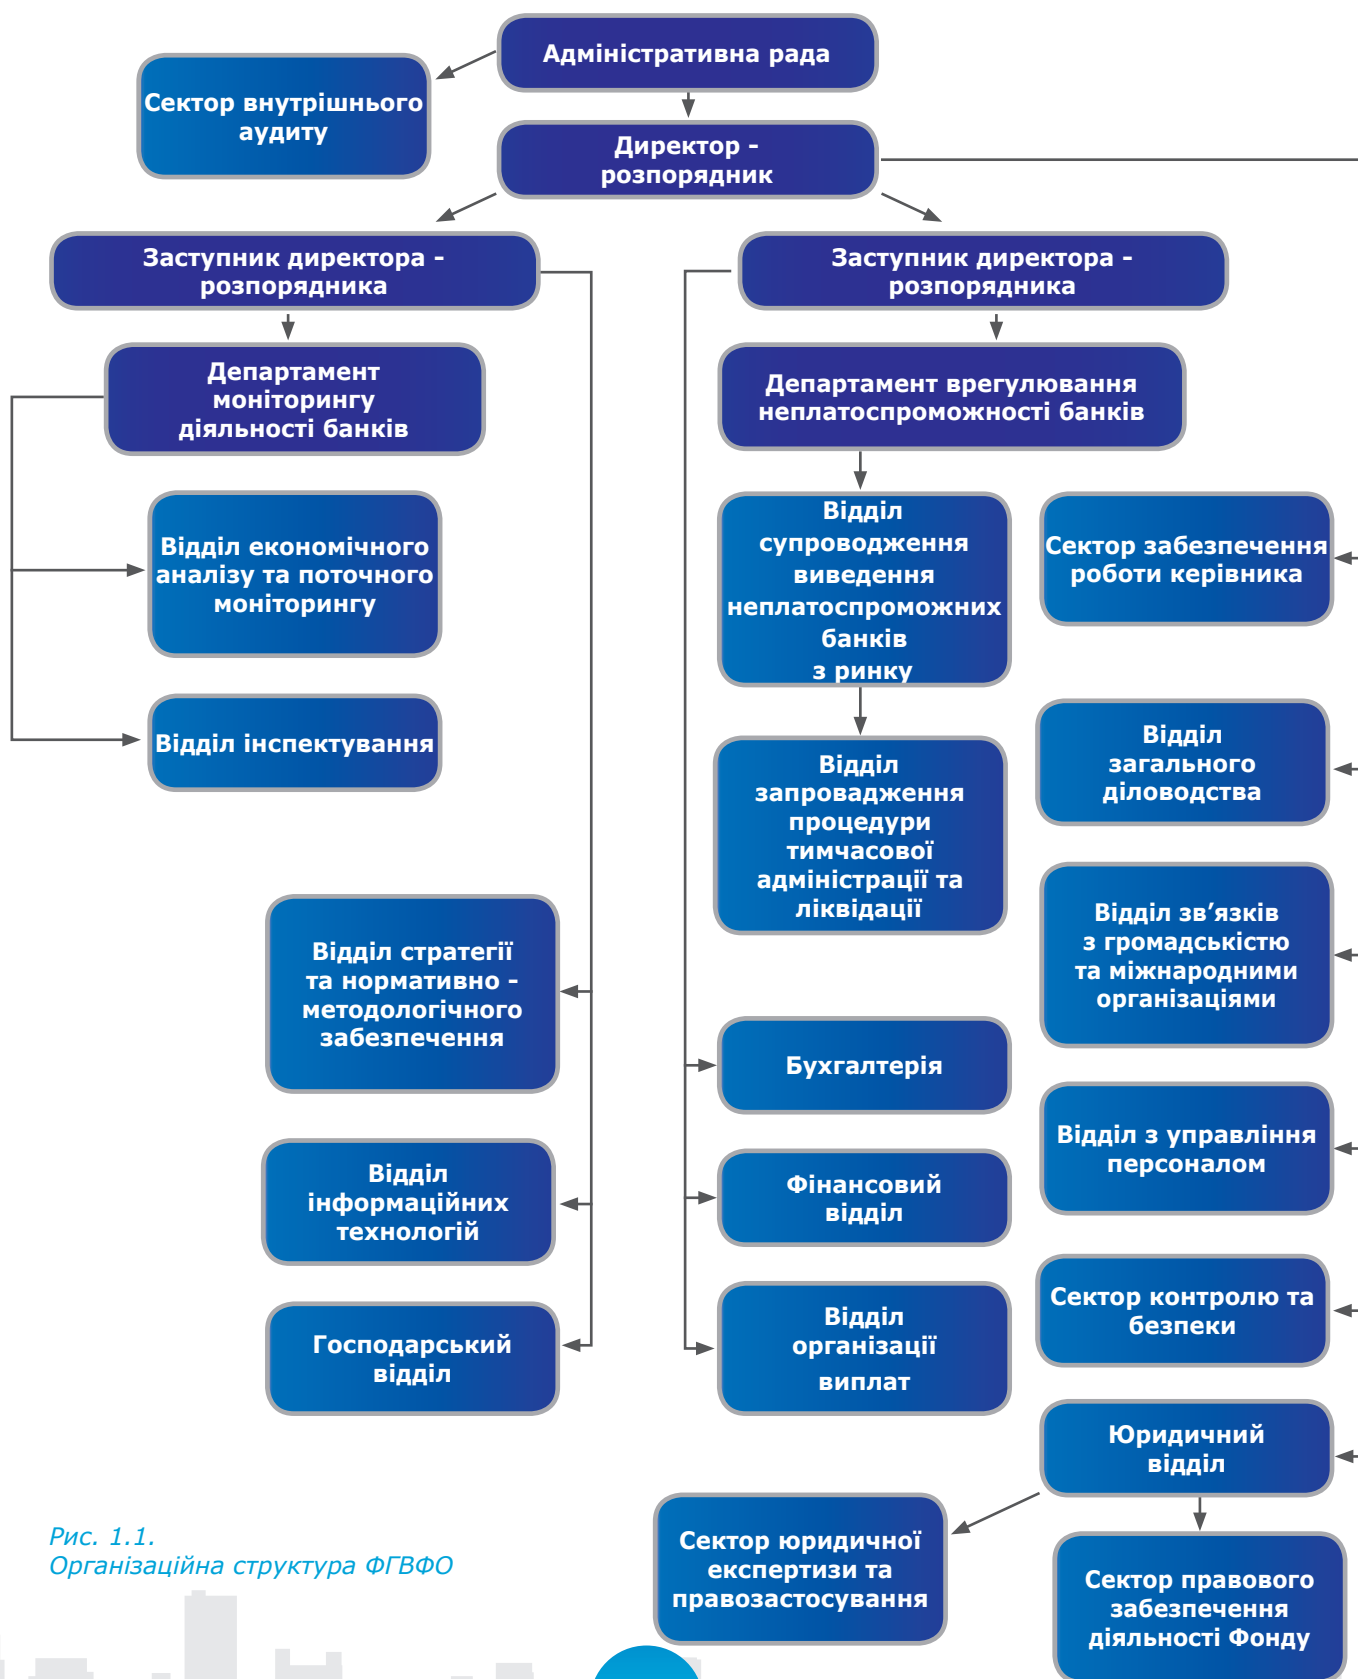 Адміністративна рада
Сектор внутрішнього
аудиту
Директор –
розпорядник
Заступник директора –
розпорядника
Заступник директора –
розпорядника
Департамент
моніторингу
діяльності банків
Департамент врегулювання
неплатоспроможності банків
Відділ економічного
аналізу та поточного
моніторингу
Відділ
супроводження
виведення
неплатоспроможних
банків
з ринку
Сектор забезпечення
роботи керівника
Відділ інспектування
Відділ
загального
діловодства
Відділ
запровадження
процедури
тимчасової
адміністрації та
ліквідації
Відділ зв’язків
з громадськістю
та міжнародними
організаціями
Відділ стратегії
та нормативно –
методологічного
забезпечення
Бухгалтерія
Відділ з управління
персоналом
Відділ
інформаційних
технологій
Фінансовий
відділ
Сектор контролю та
безпеки
Господарський
відділ
Відділ
організації
виплат
Юридичний
відділ
Сектор юридичної
експертизи та
правозастосування
Сектор правового
забезпечення
діяльності Фонду
Рис. 1.1.
Організаційна структура ФГВФО